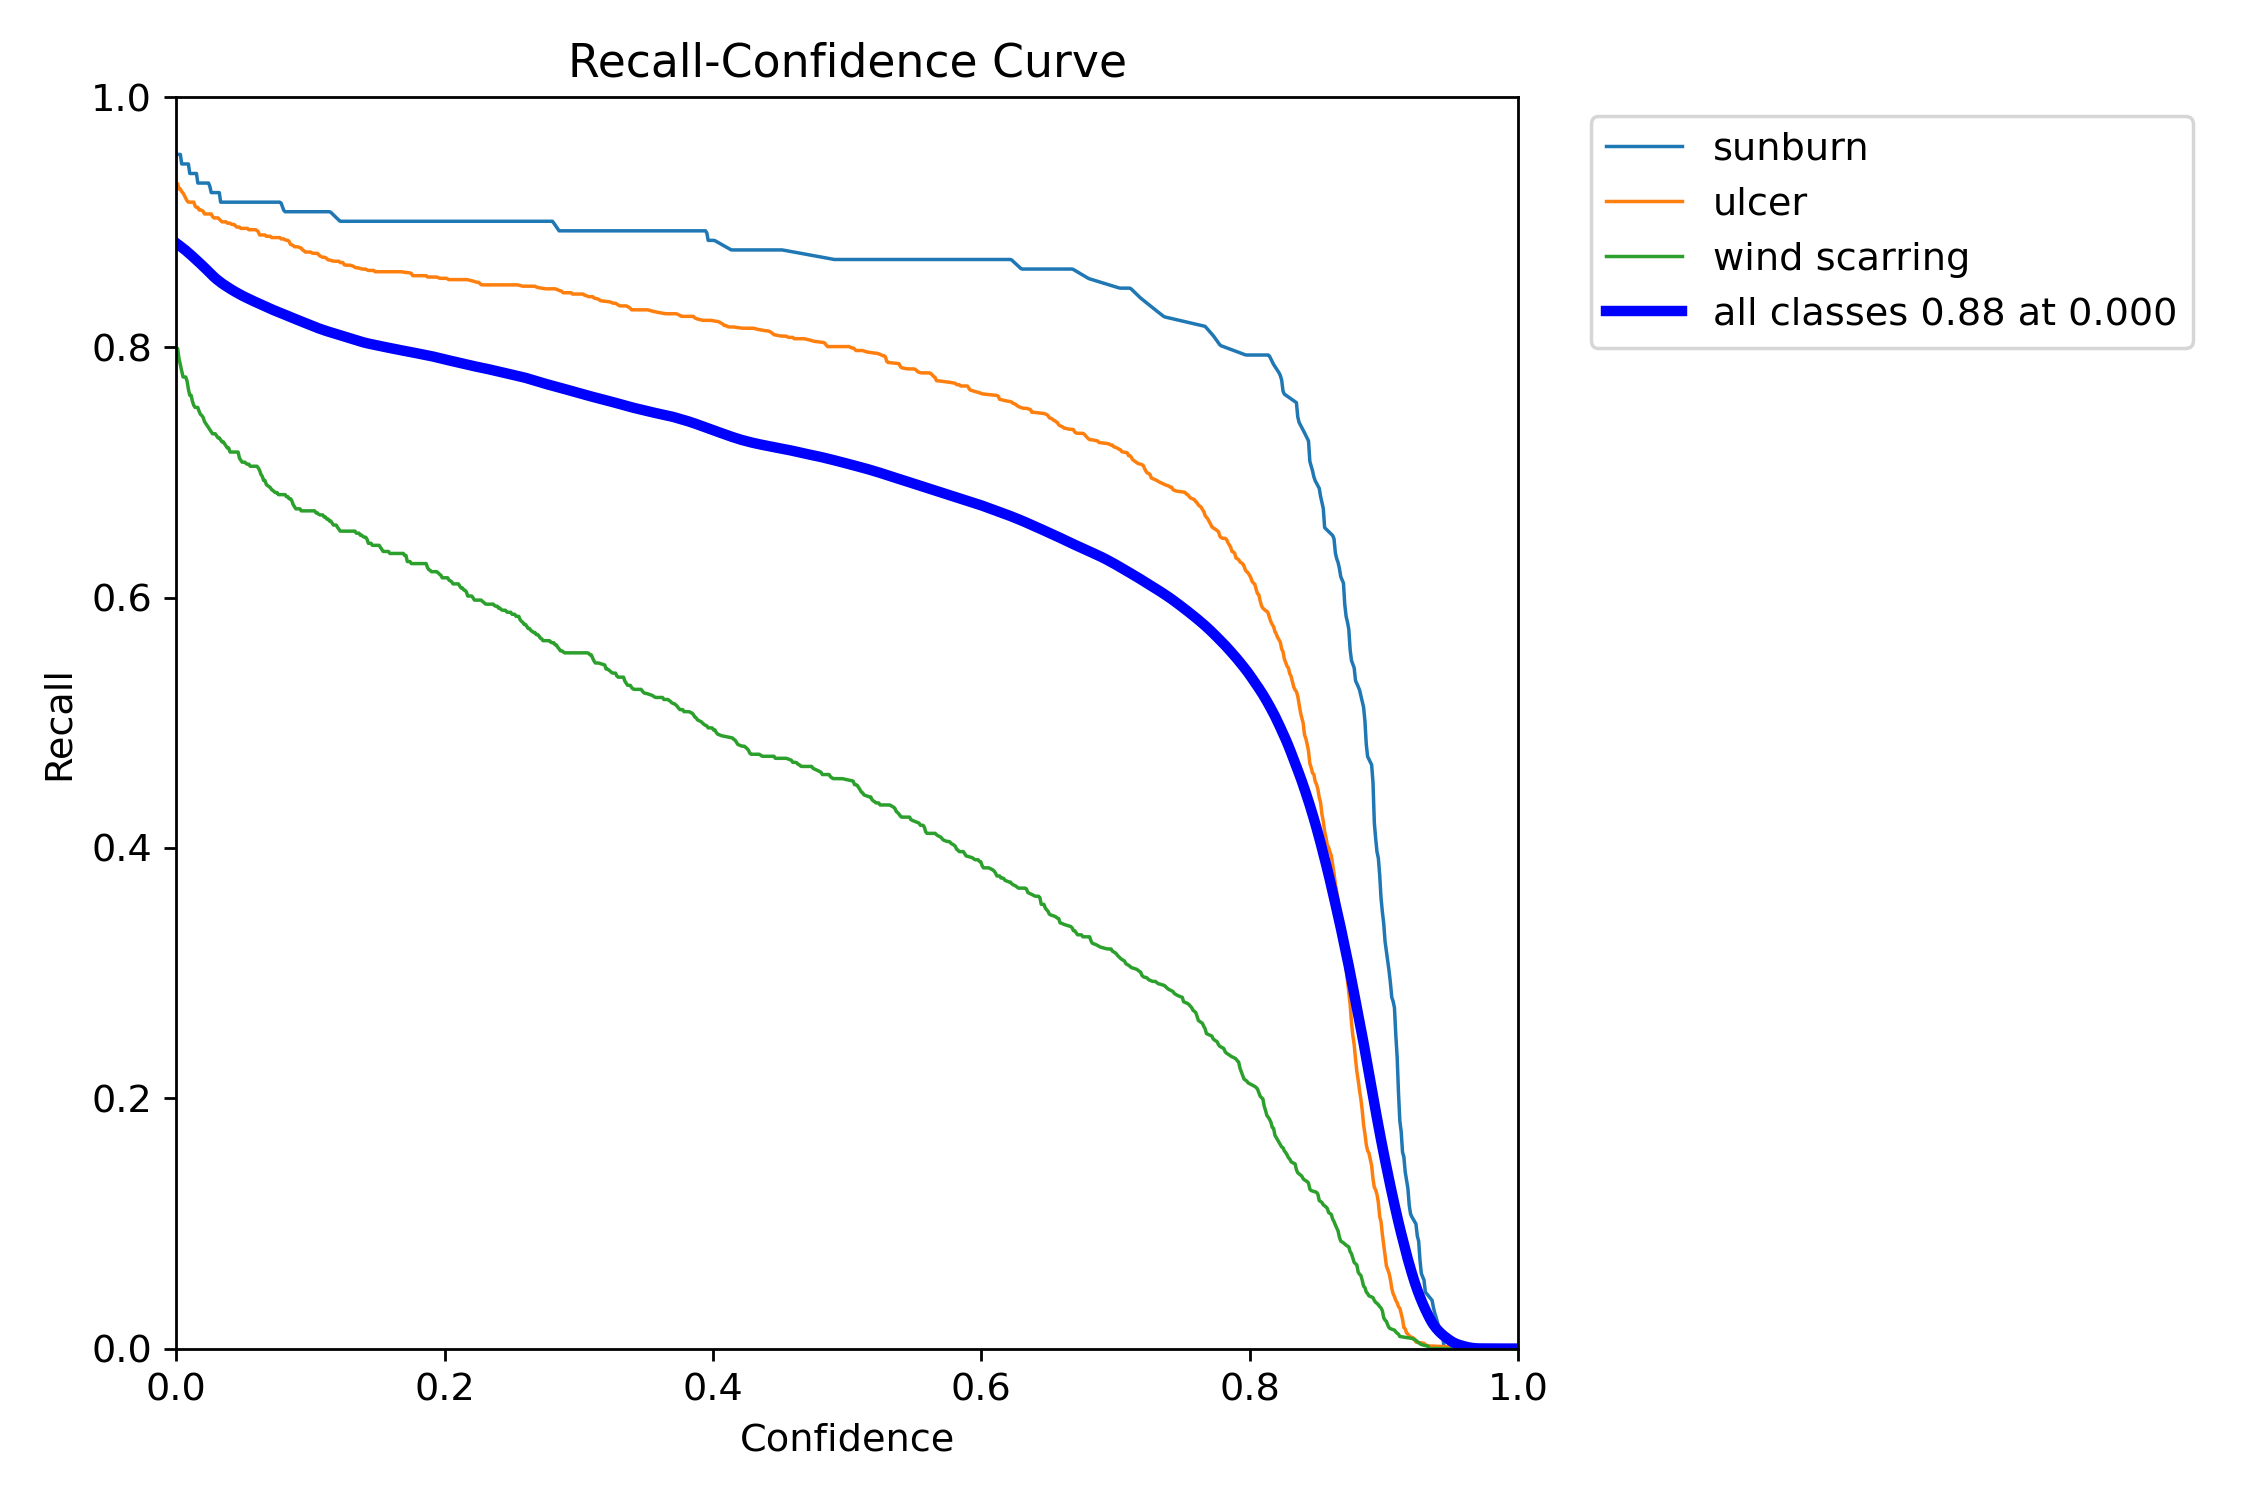 Recall-Confidence Curve
1.0
0.8
0.6
0.4
0.2
0.0
Recall
0.0 0.2 0.4 0.6 0.8 1.0
Confidence
sunburn
ulcer
wind scarring
all classes 0.88 at 0.000